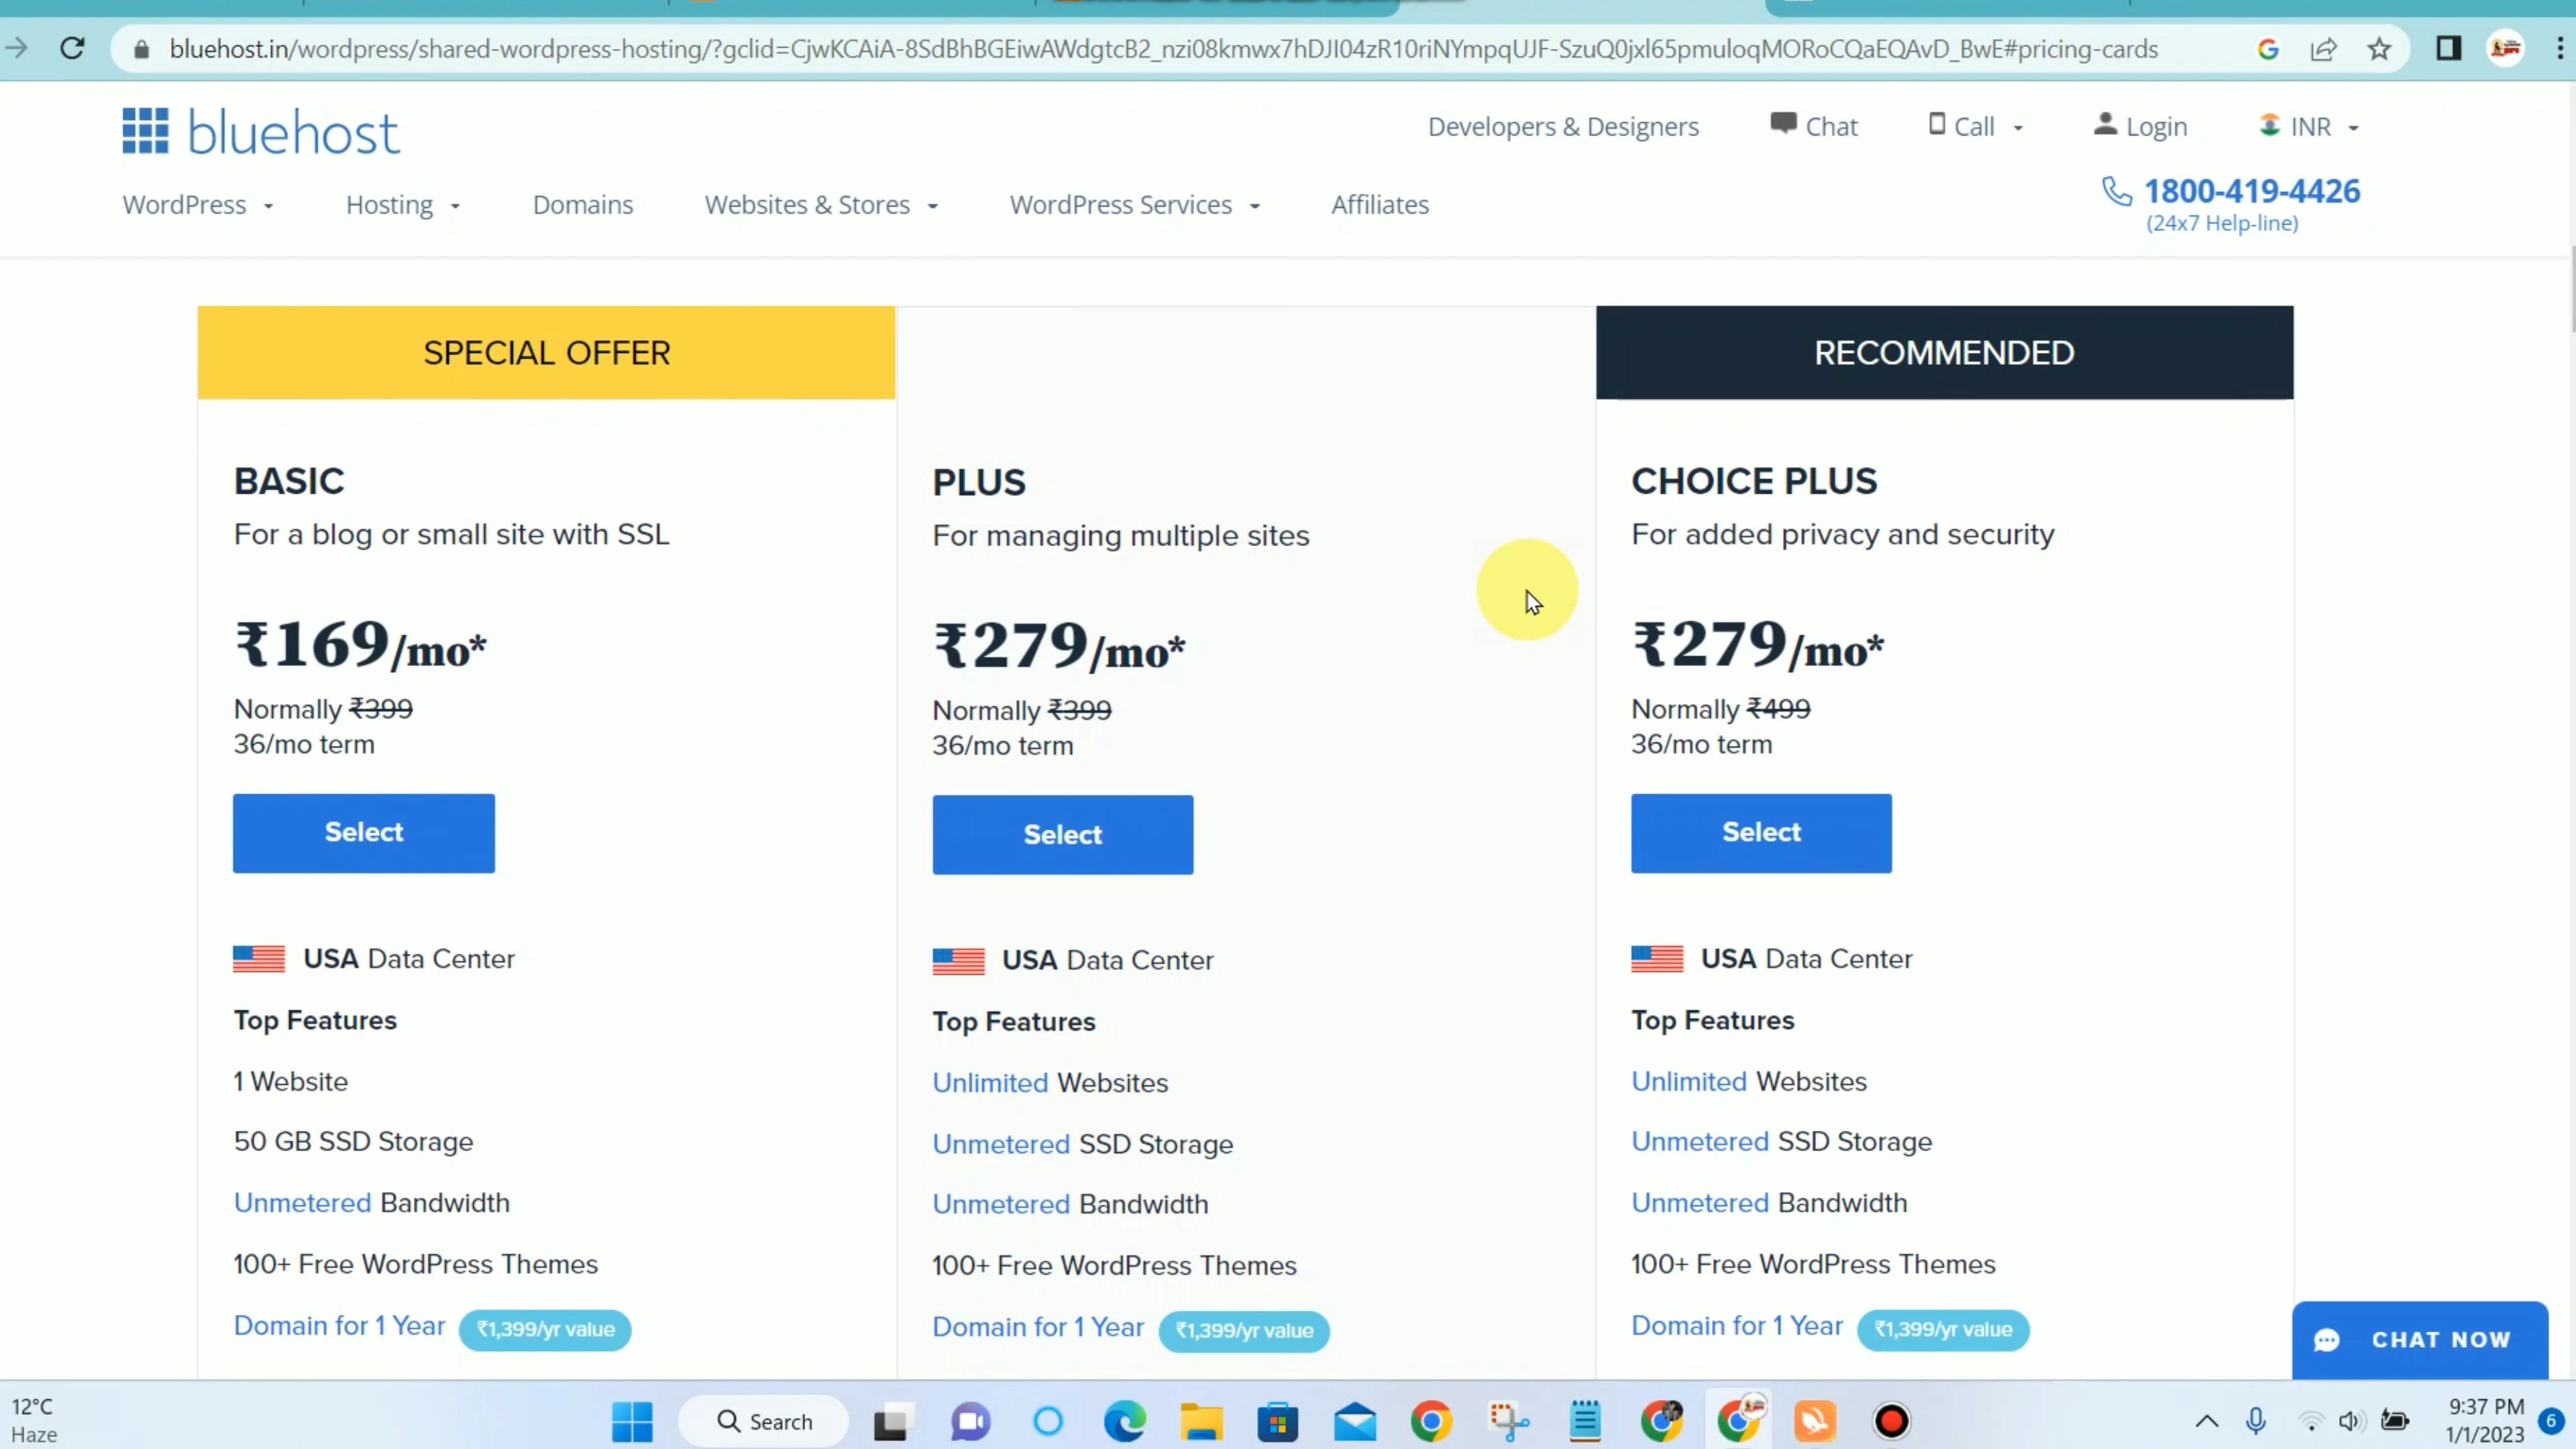 bluehost.in/wordpress/shared-wordpress-hosting/?gclid=CjwKCAiA-8SdBhBGEiwAWdgtcB2_nzi08kmwx7hDJI04zR10riNYmpqUJF-SzuQ0jxl65pmuloqMORoCQaEQAvD_BwE#pricing-cards
bluehost
Developers & Designers Chat Call Login INR
WordPress Hosting Domains Websites & Stores WordPress Services Affiliates
1800-419-4426
(24x7 Help-line)
SPECIAL OFFER
BASIC
For a blog or small site with SSL
₹169/mo*
Normally ₹399
36/mo term
Select
USA Data Center
Top Features
1 Website
50 GB SSD Storage
Unmetered Bandwidth
100+ Free WordPress Themes
Domain for 1 Year ₹1,399/yr value
PLUS
For managing multiple sites
₹279/mo*
Normally ₹399
36/mo term
Select
USA Data Center
Top Features
Unlimited Websites
Unmetered SSD Storage
Unmetered Bandwidth
100+ Free WordPress Themes
Domain for 1 Year ₹1,399/yr value
RECOMMENDED
CHOICE PLUS
For added privacy and security
₹279/mo*
Normally ₹499
36/mo term
Select
USA Data Center
Top Features
Unlimited Websites
Unmetered SSD Storage
Unmetered Bandwidth
100+ Free WordPress Themes
Domain for 1 Year ₹1,399/yr value
CHAT NOW
12°C
Haze
Search
9:37 PM
1/1/2023
6